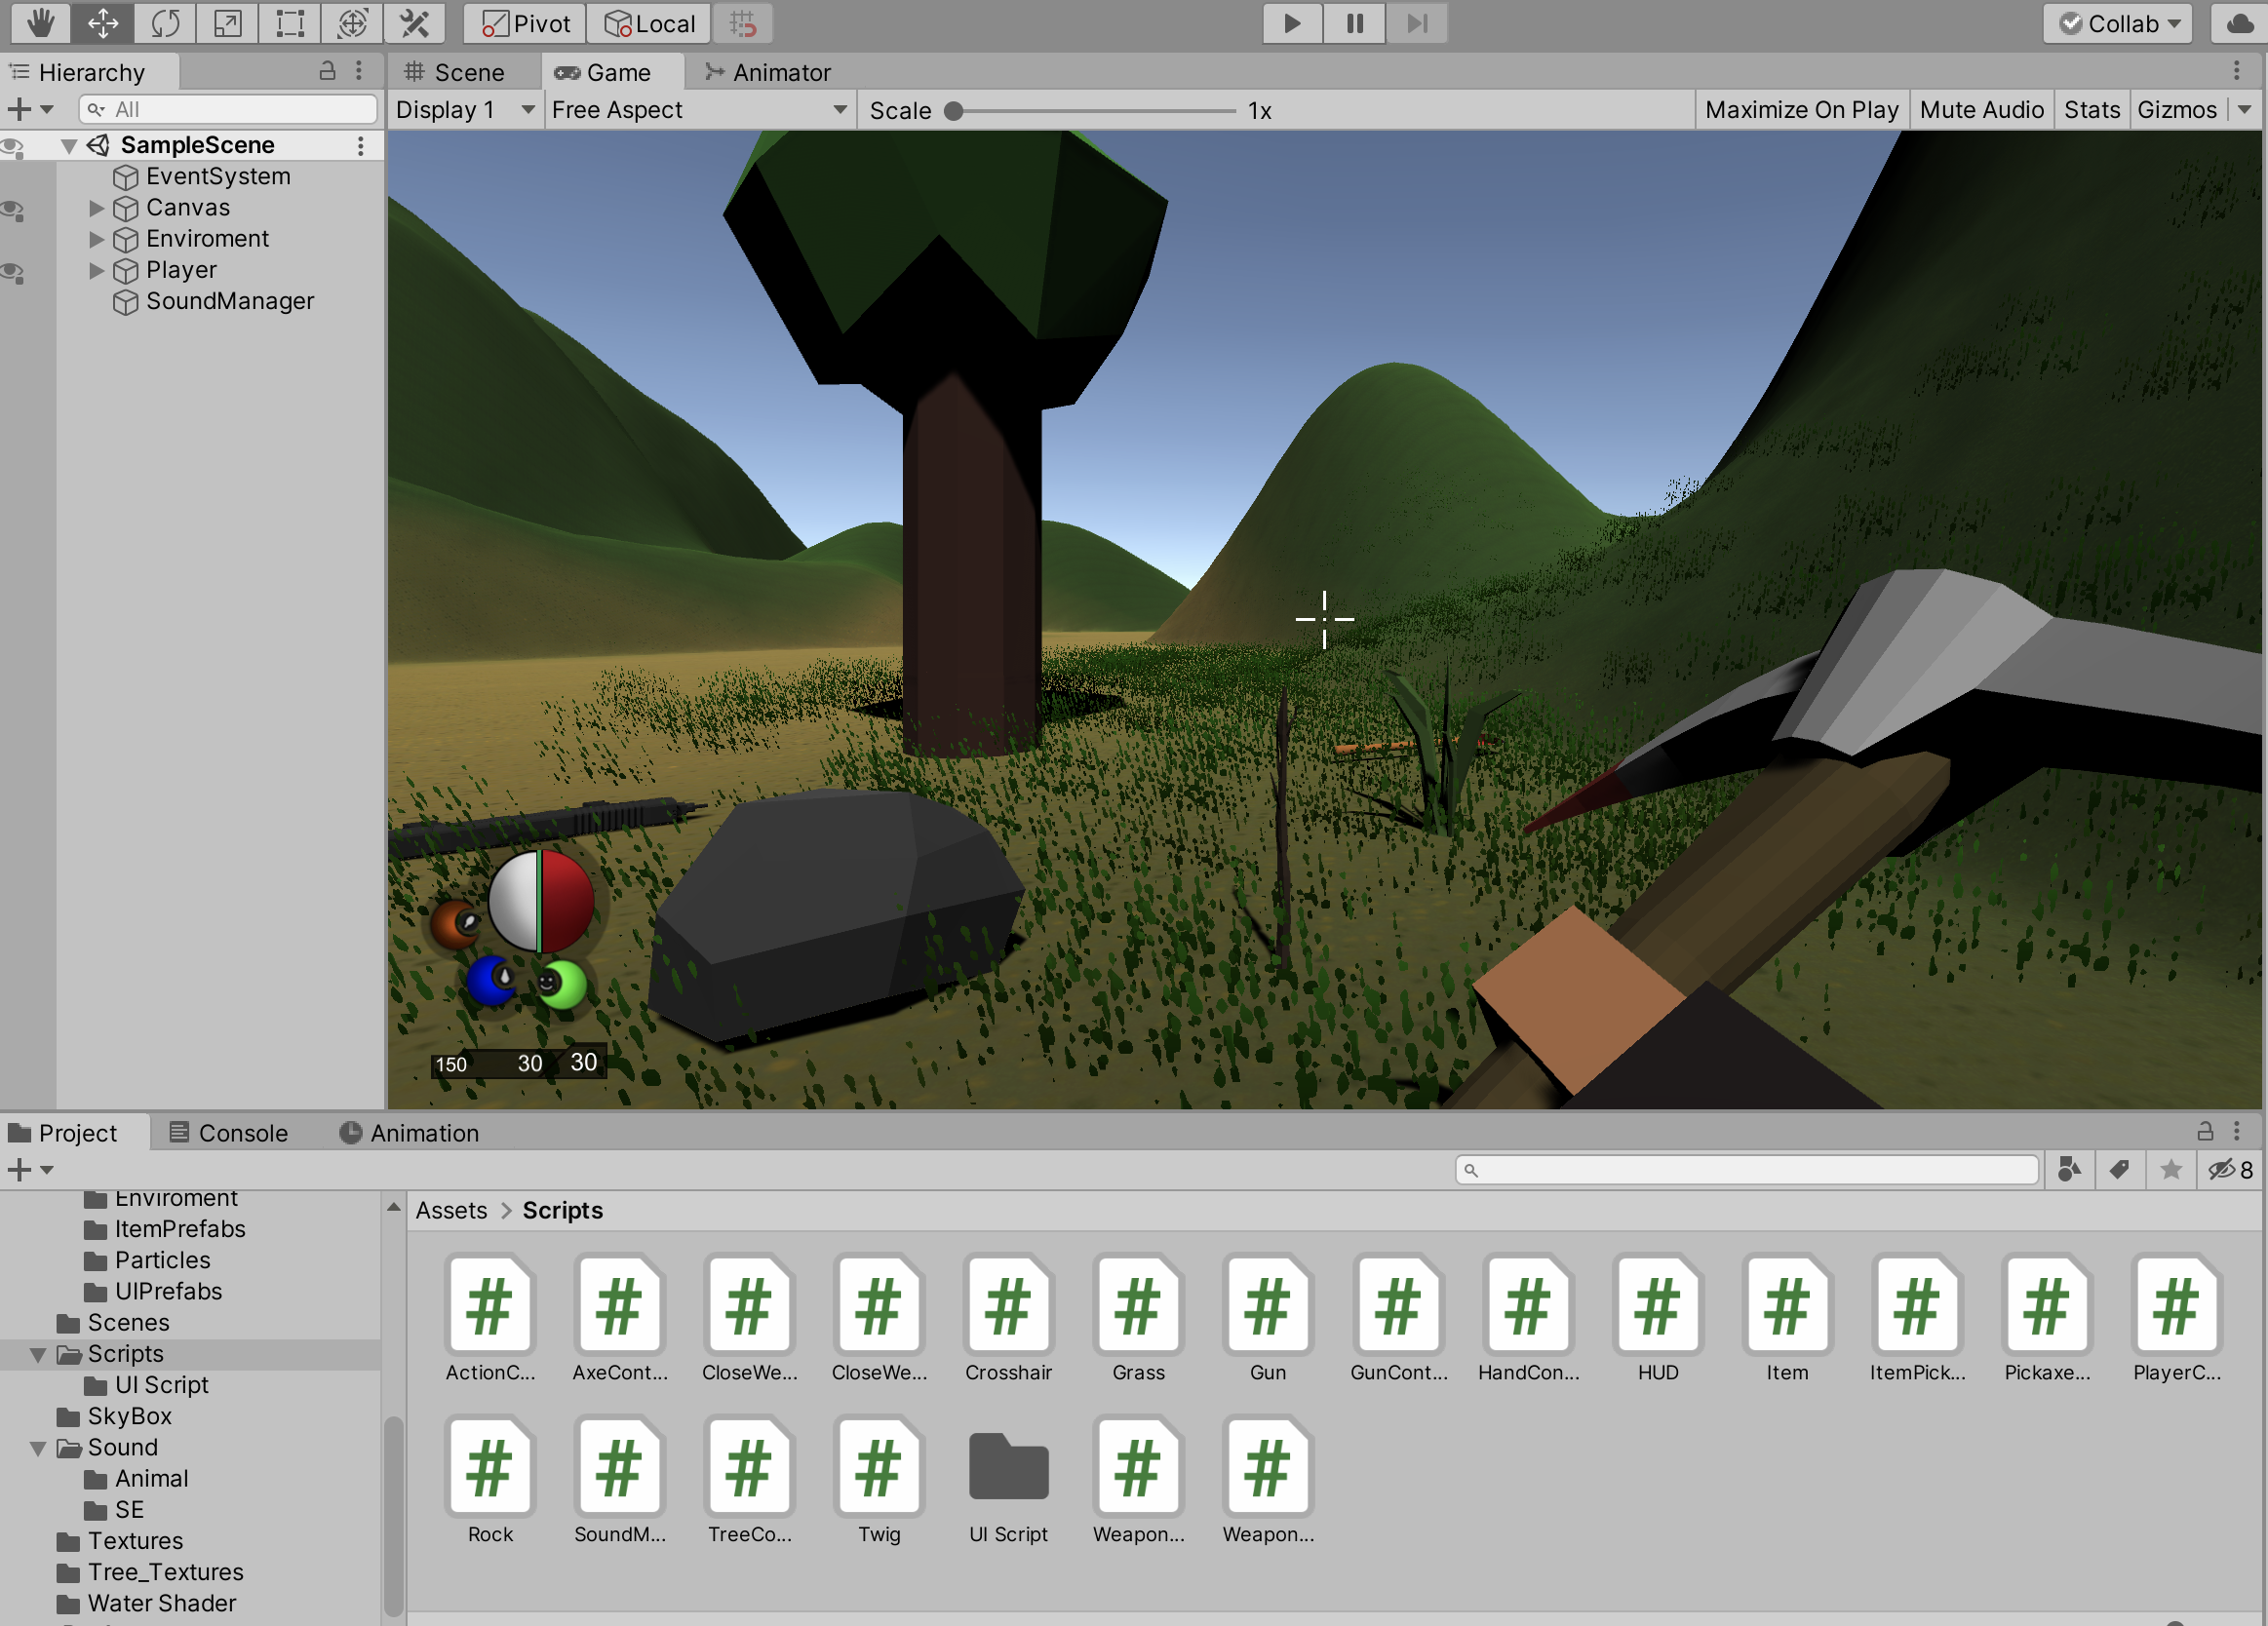 Pivot Local Collab
Hierarchy
All
SampleScene
EventSystem
Canvas
Enviroment
Player
SoundManager
Scene Game Animator
Display 1 Free Aspect Scale 1x Maximize On Play Mute Audio Stats Gizmos
150 30 30
Project Console Animation
8
Enviroment
ItemPrefabs
Particles
UIPrefabs
Scenes
Scripts
UI Script
SkyBox
Sound
Animal
SE
Textures
Tree_Textures
Water Shader
Assets > Scripts
ActionC... AxeCont... CloseWe... CloseWe... Crosshair Grass Gun GunCont... HandCon... HUD Item ItemPick... Pickaxe... PlayerC...
Rock SoundM... TreeCo... Twig UI Script Weapon... Weapon...